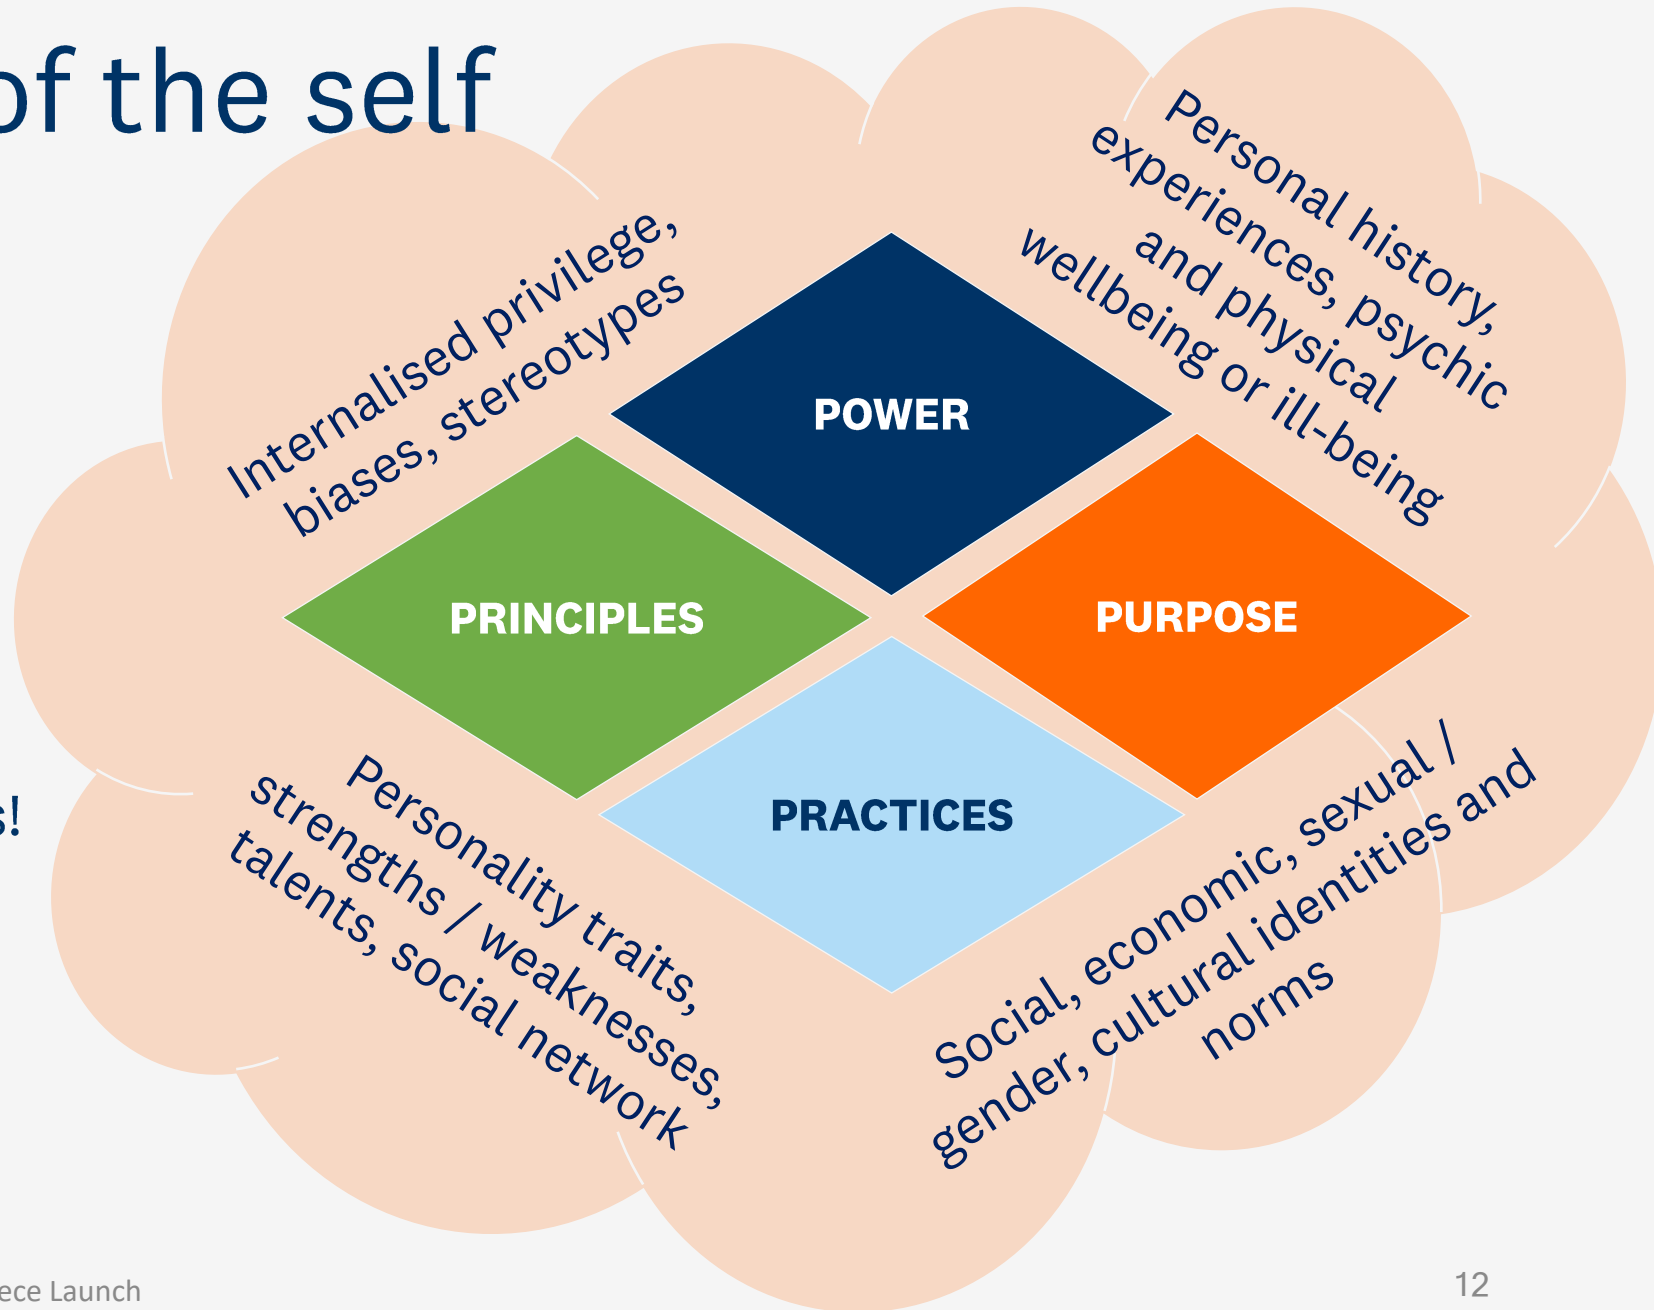 of the self
Internalised privilege,
biases, stereotypes
Personal history,
experiences, psychic
and physical
wellbeing or ill-being
POWER
PRINCIPLES
PURPOSE
PRACTICES
s!
Personality traits,
strengths / weaknesses,
talents, social network
Social, economic, sexual /
gender, cultural identities and
norms
ece Launch
12